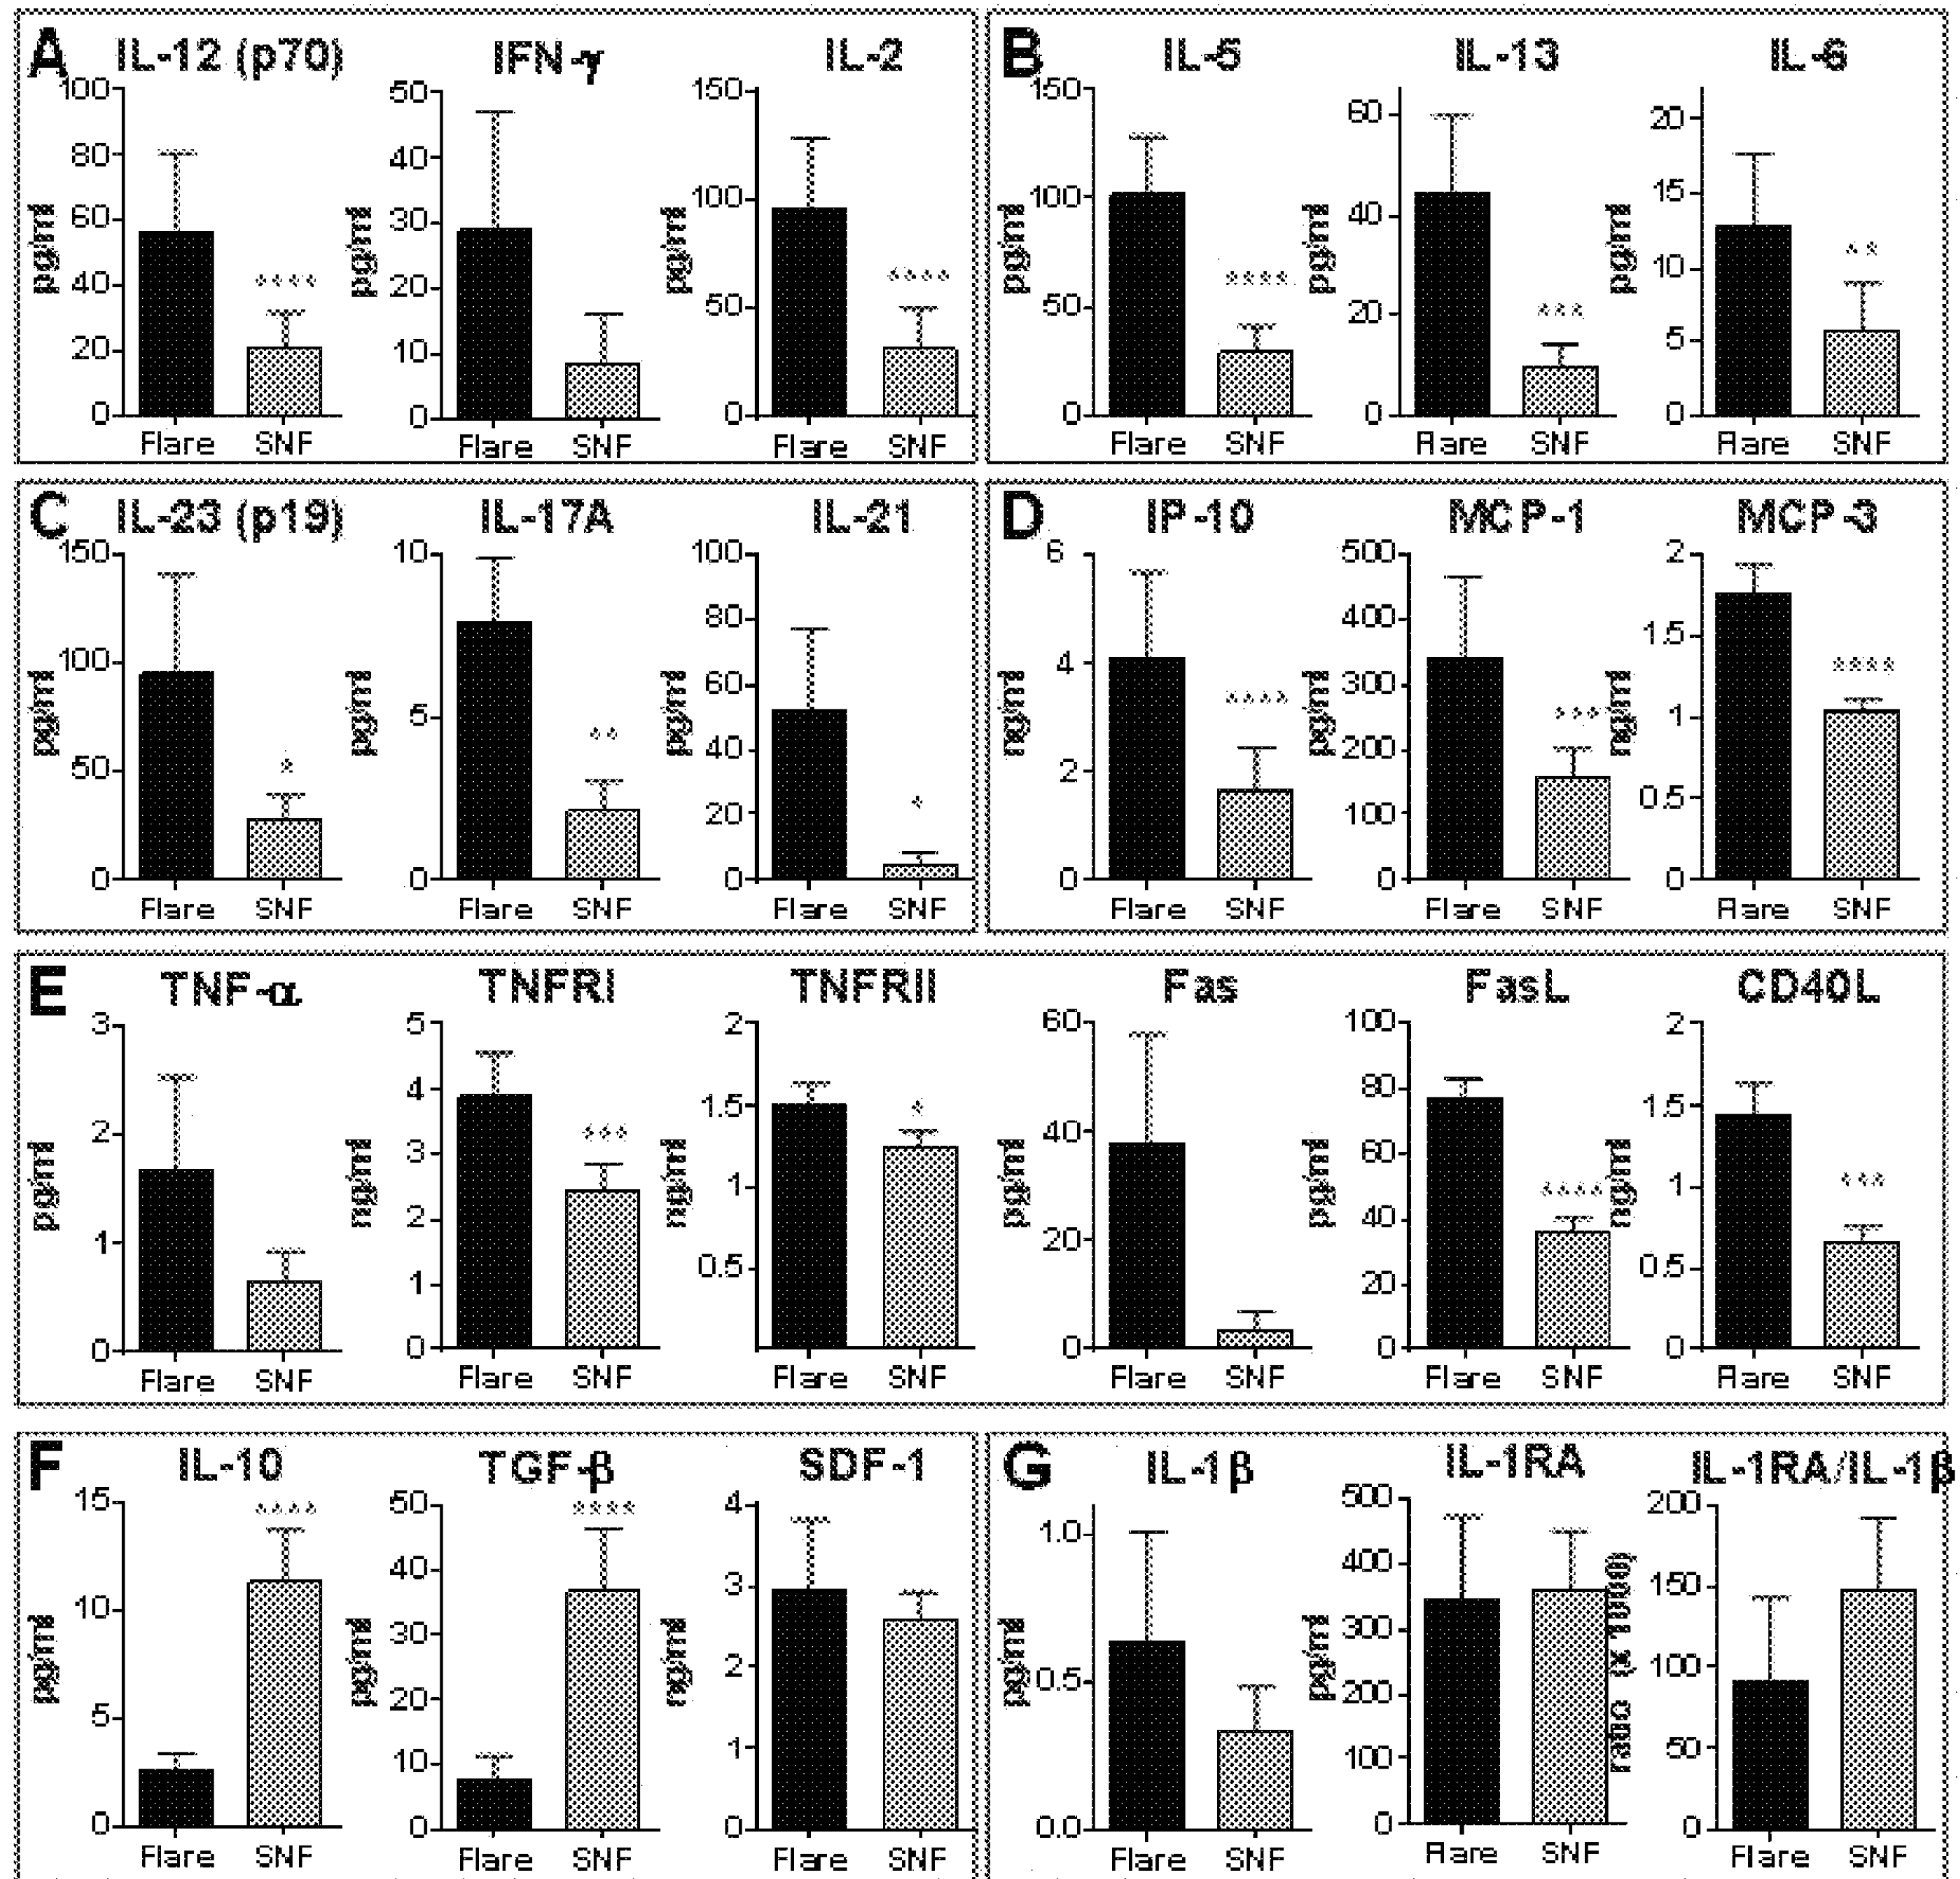 A
IL-12 (p70)
pg/ml
100
80
60
40
20
0
****
Flare SNF
IFN-γ
pg/ml
50
40
30
20
10
0
Flare SNF
IL-2
pg/ml
150
100
50
0
****
Flare SNF
B
IL-5
pg/ml
150
100
50
0
****
Flare SNF
IL-13
pg/ml
60
40
20
0
***
Flare SNF
IL-6
pg/ml
20
15
10
5
0
**
Flare SNF
C
IL-23 (p19)
pg/ml
150
100
50
0
*
Flare SNF
IL-17A
pg/ml
10
5
0
**
Flare SNF
IL-21
pg/ml
100
80
60
40
20
0
*
Flare SNF
D
IP-10
ng/ml
6
4
2
0
****
Flare SNF
MCP-1
pg/ml
500
400
300
200
100
0
Flare SNF
MCP-3
ng/ml
2
1.5
1
0.5
0
****
Flare SNF
E
TNF-α
pg/ml
3
2
1
0
Flare SNF
TNFRI
ng/ml
5
4
3
2
1
0
***
Flare SNF
TNFRII
ng/ml
2
1.5
1
0.5
*
Flare SNF
Fas
pg/ml
60
40
20
0
Flare SNF
FasL
pg/ml
100
80
60
40
20
0
****
Flare SNF
CD40L
ng/ml
2
1.5
1
0.5
0
***
Flare SNF
F
IL-10
pg/ml
15
10
5
0
****
Flare SNF
TGF-β
pg/ml
50
40
30
20
10
0
****
Flare SNF
SDF-1
ng/ml
4
3
2
1
0
Flare SNF
G
IL-1β
pg/ml
1.0
0.5
0.0
Flare SNF
IL-1RA
pg/ml
500
400
300
200
100
0
Flare SNF
IL-1RA/IL-1β
ratio (x 1000)
200
150
100
50
0
Flare SNF